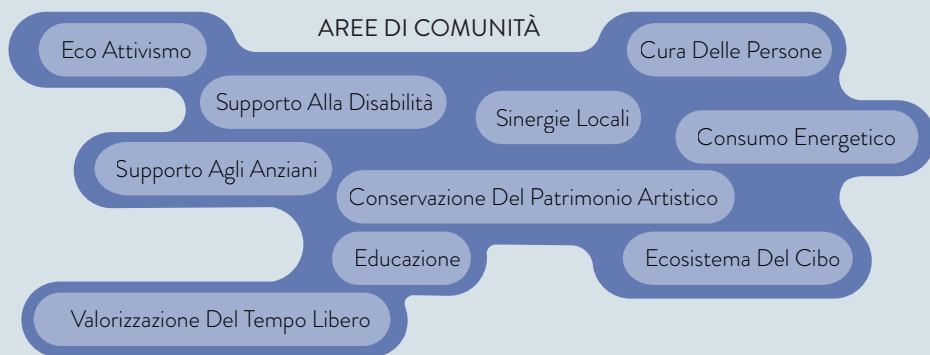 AREE DI COMUNITÀ
Eco Attivismo
Cura Delle Persone
Supporto Alla Disabilità
Sinergie Locali
Consumo Energetico
Supporto Agli Anziani
Conservazione Del Patrimonio Artistico
Educazione
Ecosistema Del Cibo
Valorizzazione Del Tempo Libero